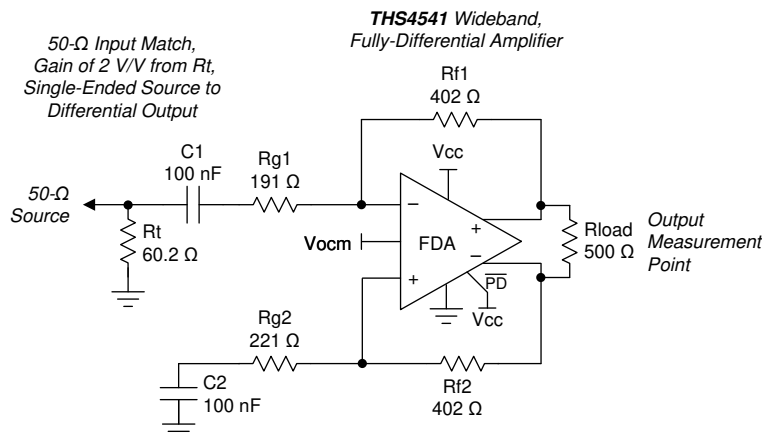 THS4541 Wideband,
Fully-Differential Amplifier
50-Ω Input Match,
Gain of 2 V/V from Rt,
Single-Ended Source to
Differential Output
Rf1
402 Ω
C1
100 nF
Rg1
191 Ω
Vcc
50-Ω
Source
Rt
60.2 Ω
−
+
Vocm
FDA
+
−
PD
Vcc
Rload
500 Ω
Output
Measurement
Point
Rg2
221 Ω
C2
100 nF
Rf2
402 Ω